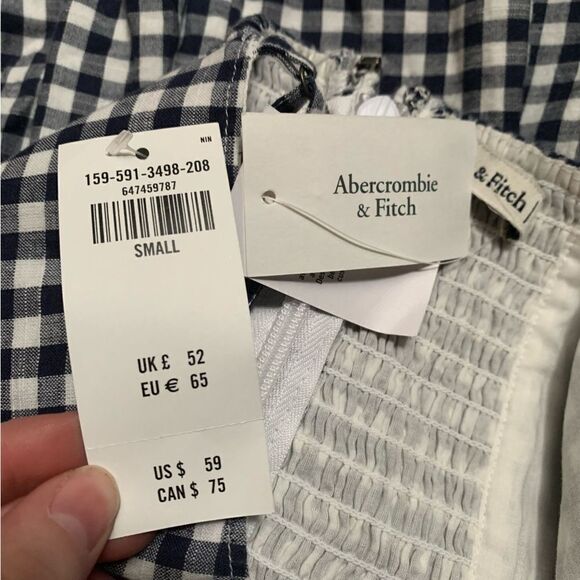 NIN
159-591-3498-208
647459787
SMALL
UK £ 52
EU € 65
US $ 59
CAN $ 75
Abercrombie
& Fitch
& Fitch